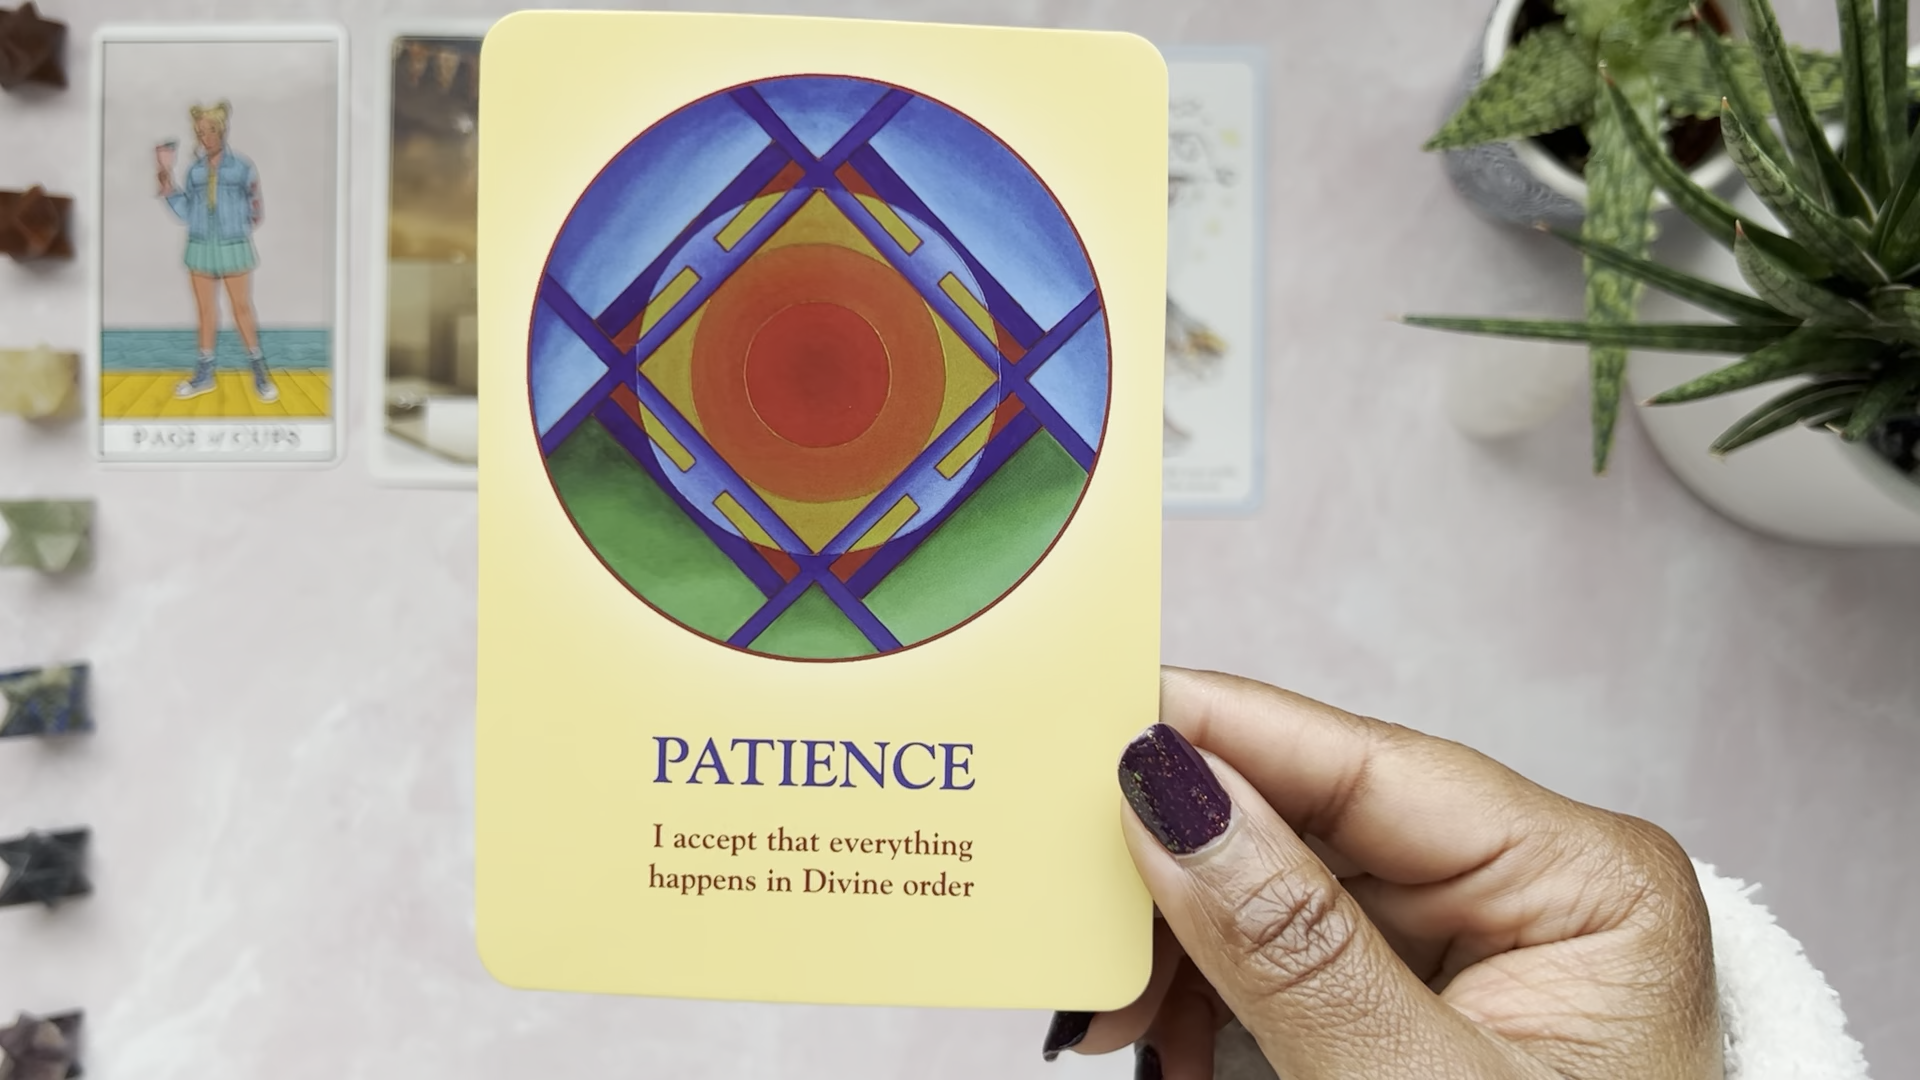 PAGE of CUPS
PATIENCE
I accept that everything
happens in Divine order